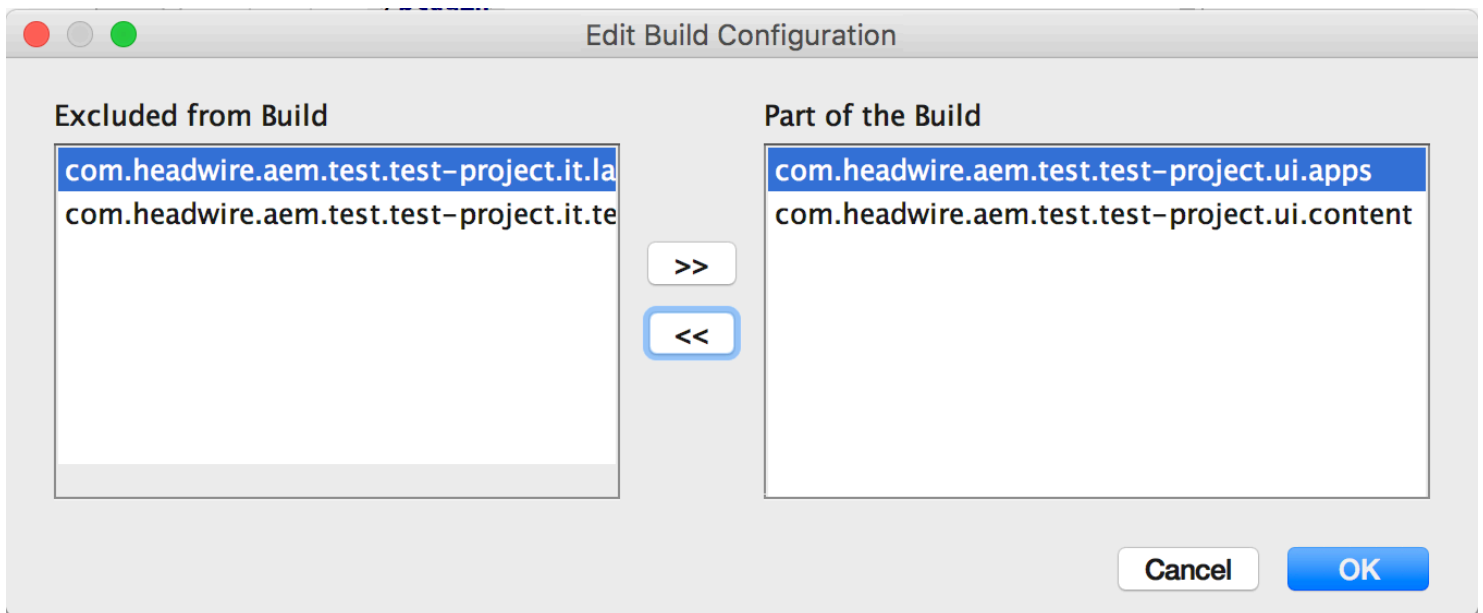 Edit Build Configuration
Excluded from Build
com.headwire.aem.test.test-project.it.la
com.headwire.aem.test.test-project.it.te
>>
<<
Part of the Build
com.headwire.aem.test.test-project.ui.apps
com.headwire.aem.test.test-project.ui.content
Cancel
OK